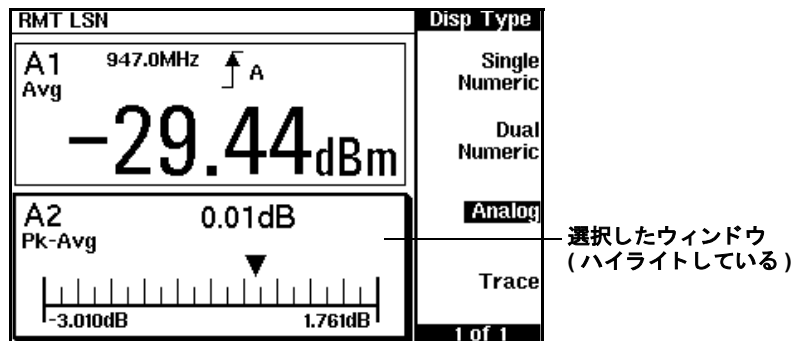 RMT LSN
A1
947.0MHz
A
Avg
-29.44dBm
A2
0.01dB
Pk-Avg
-3.010dB
1.761dB
Disp Type
Single
Numeric
Dual
Numeric
Analog
Trace
1 of 1
選択したウィンドウ
(ハイライトしている)